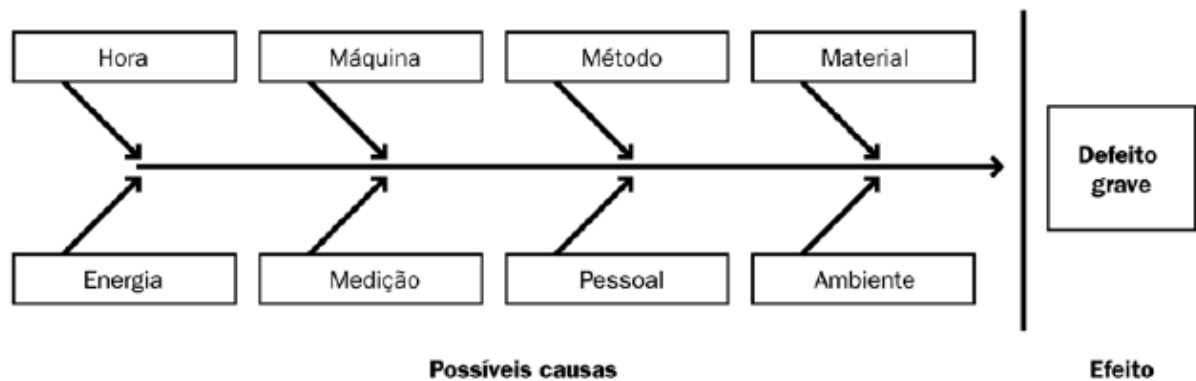 Hora
Máquina
Método
Material
Defeito
grave
Energia
Medição
Pessoal
Ambiente
Possíveis causas
Efeito